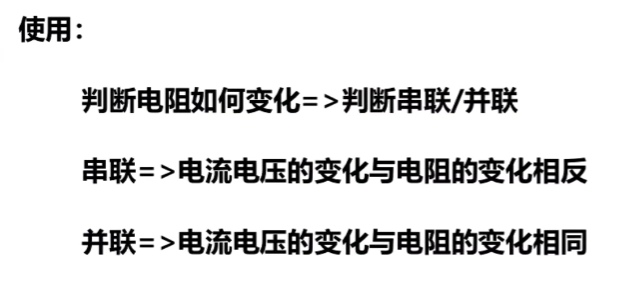 使用：
判断电阻如何变化=>判断串联/并联
串联=>电流电压的变化与电阻的变化相反
并联=>电流电压的变化与电阻的变化相同